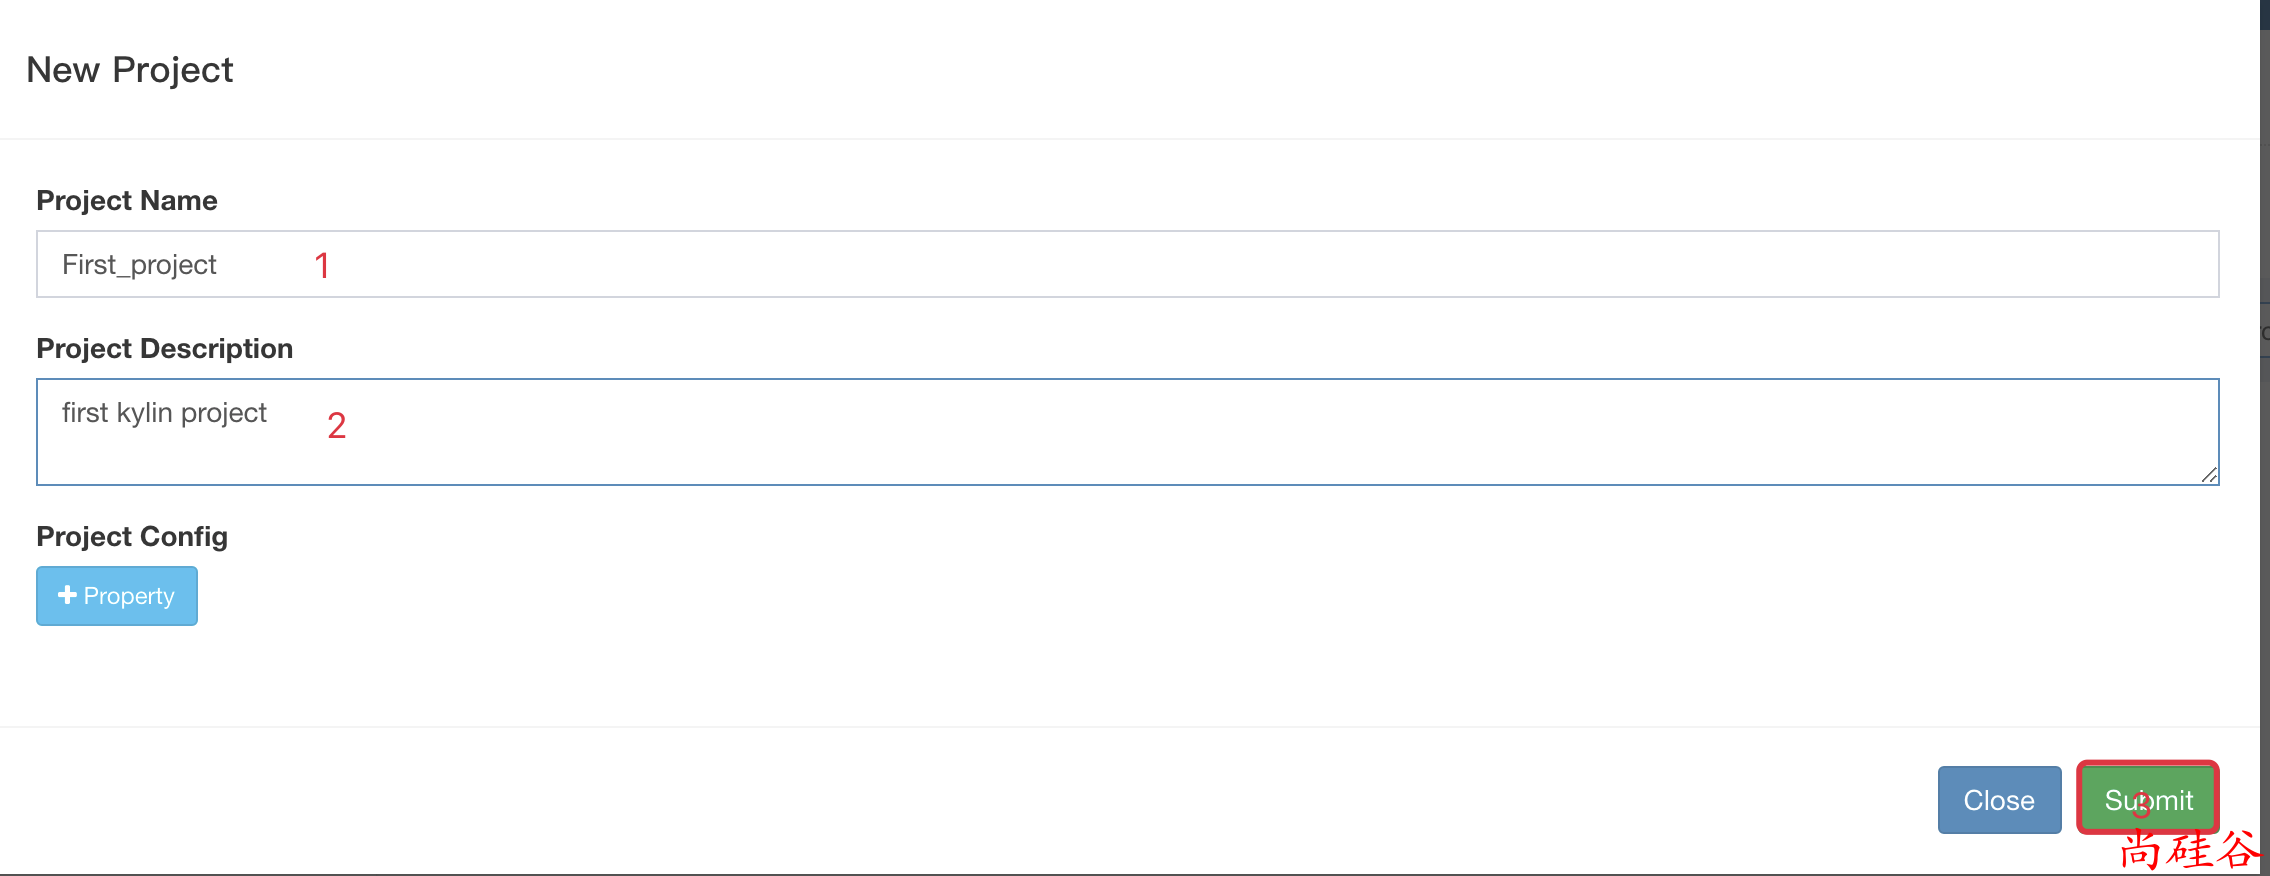 New Project
Project Name
First_project 1
Project Description
first kylin project 2
Project Config
+ Property
Close Submit 3
尚硅谷